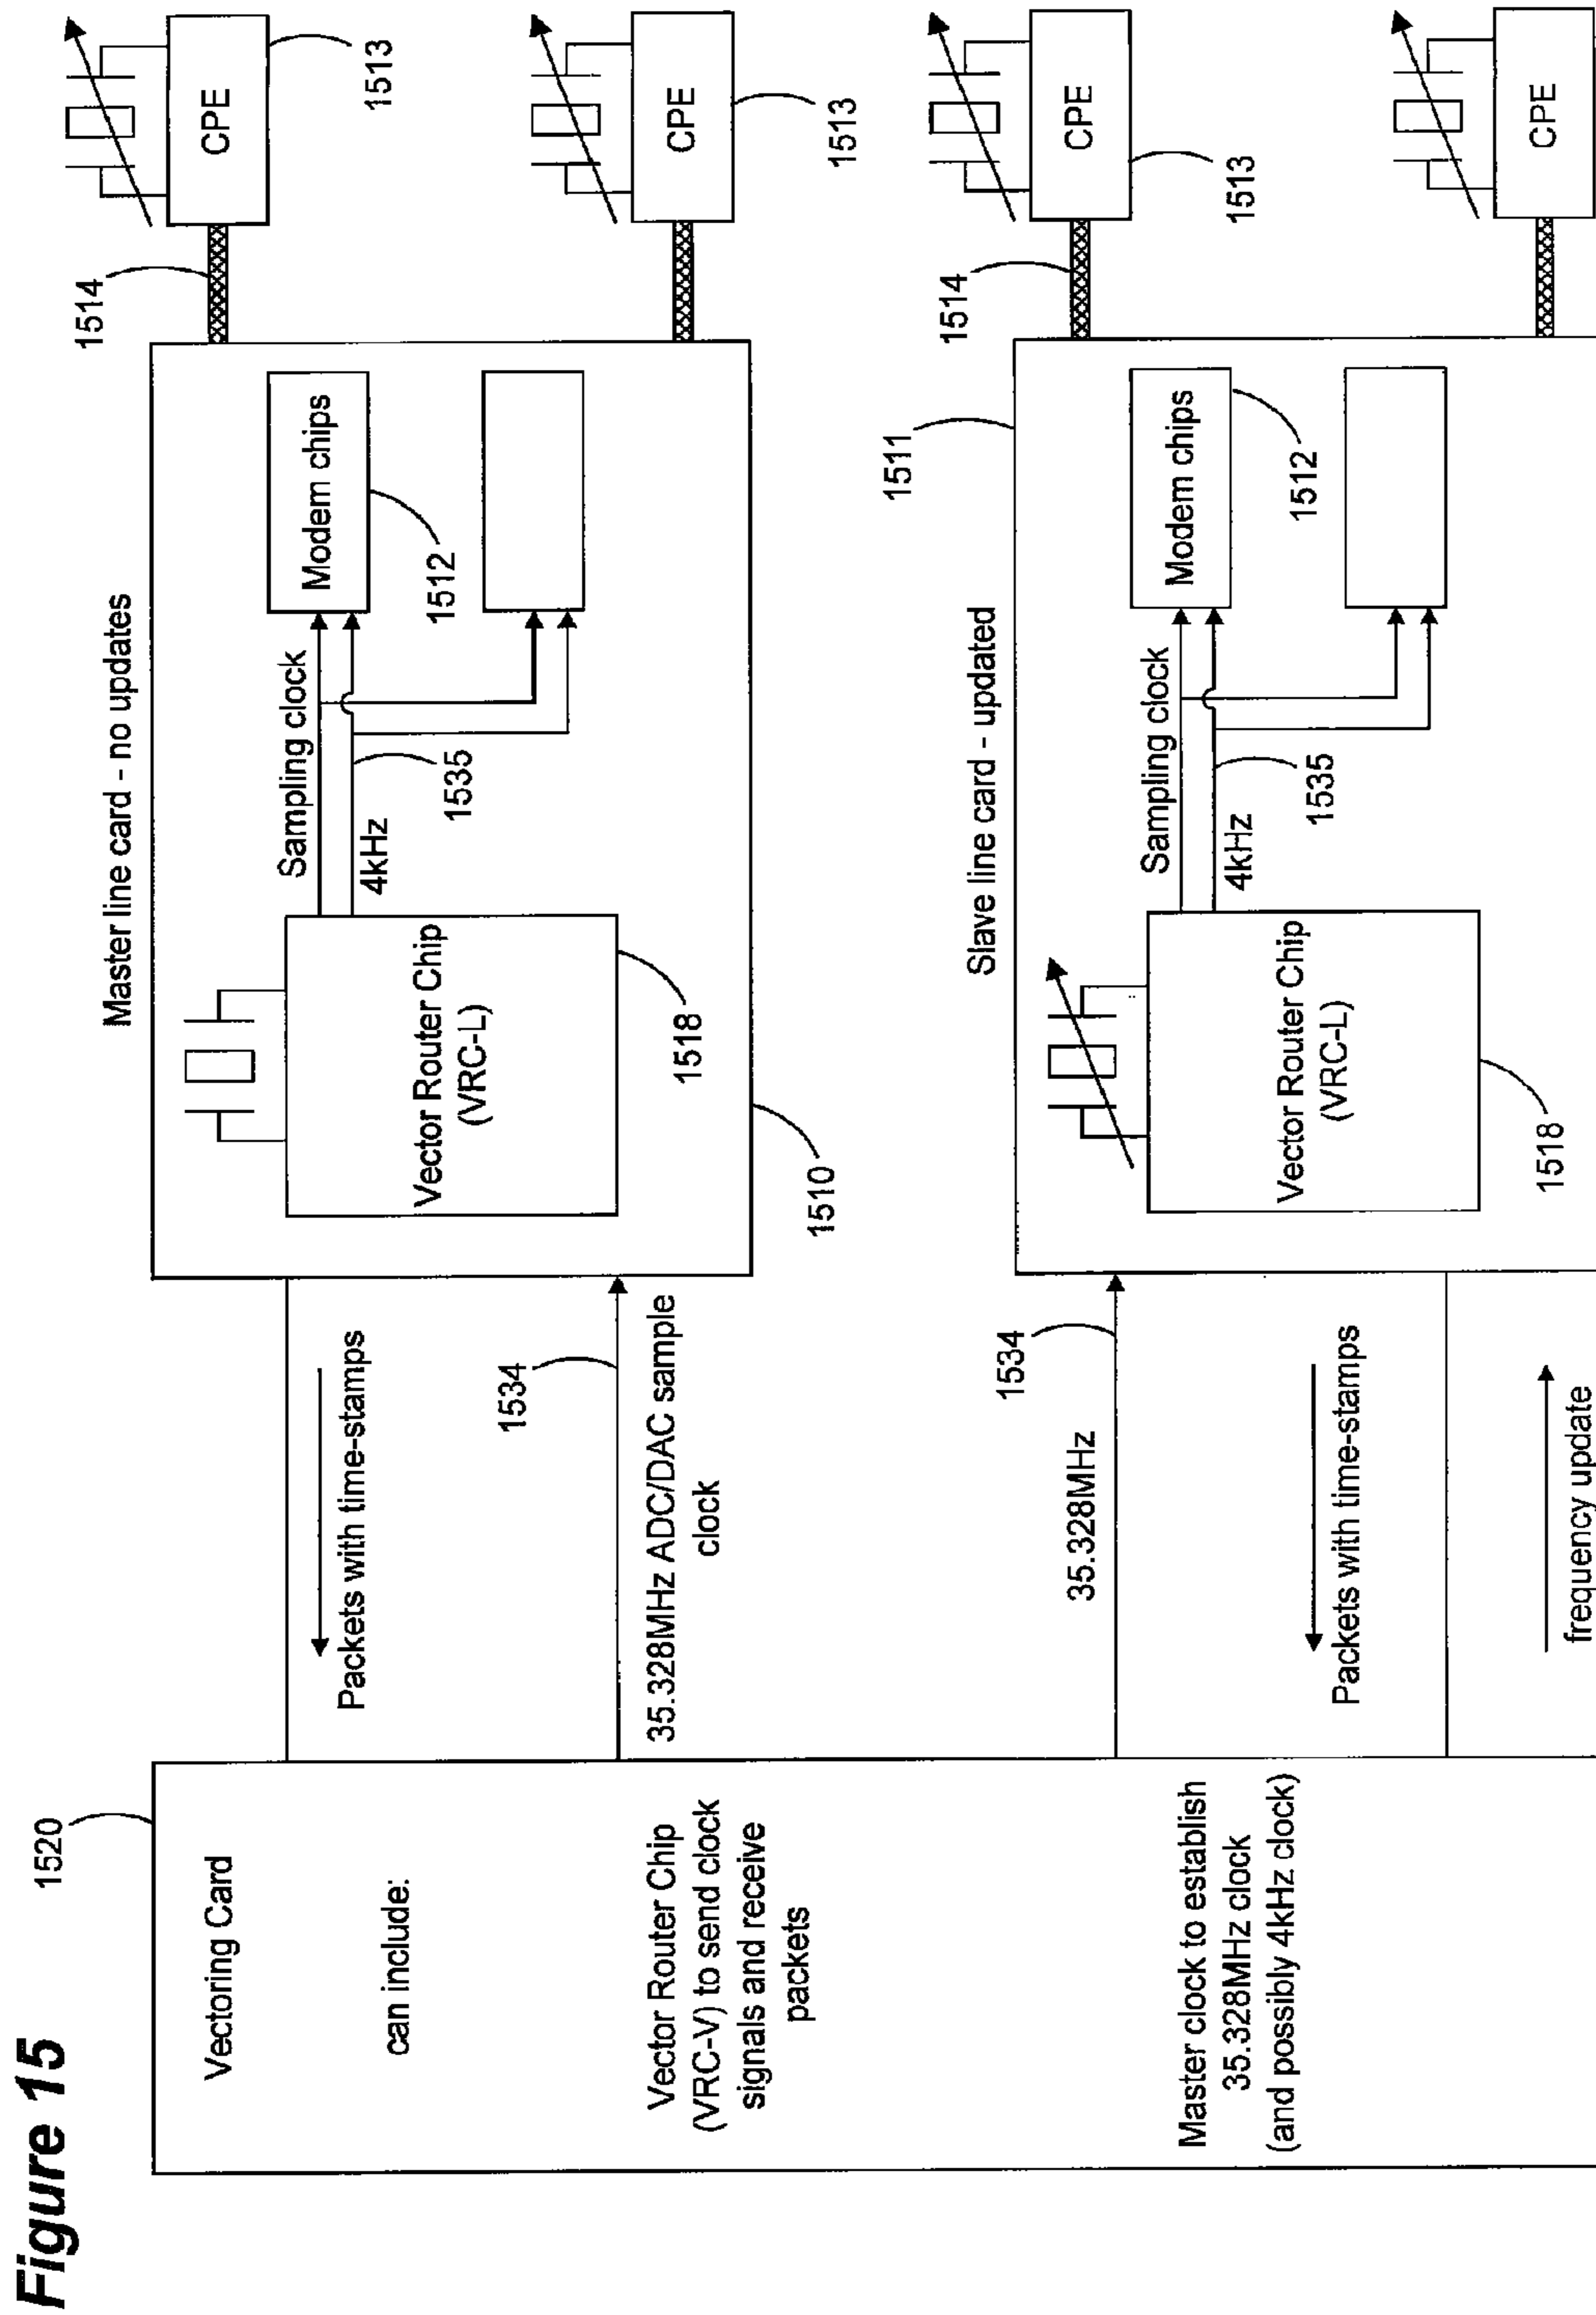 Figure 15
1520
Vectoring Card
can include:
Vector Router Chip
(VRC-V) to send clock
signals and receive
packets
Master clock to establish
35.328MHz clock
(and possibly 4kHz clock)
Packets with time-stamps
1534
35.328MHz ADC/DAC sample
clock
Master line card - no updates
Vector Router Chip
(VRC-L)
1518
1510
Sampling clock
4kHz
1535
Modem chips
1512
1514
CPE
1513
CPE
1513
1534
35.328MHz
Packets with time-stamps
frequency update
Slave line card - updated
1511
Vector Router Chip
(VRC-L)
1518
Sampling clock
4kHz
1535
Modem chips
1512
1514
CPE
1513
CPE